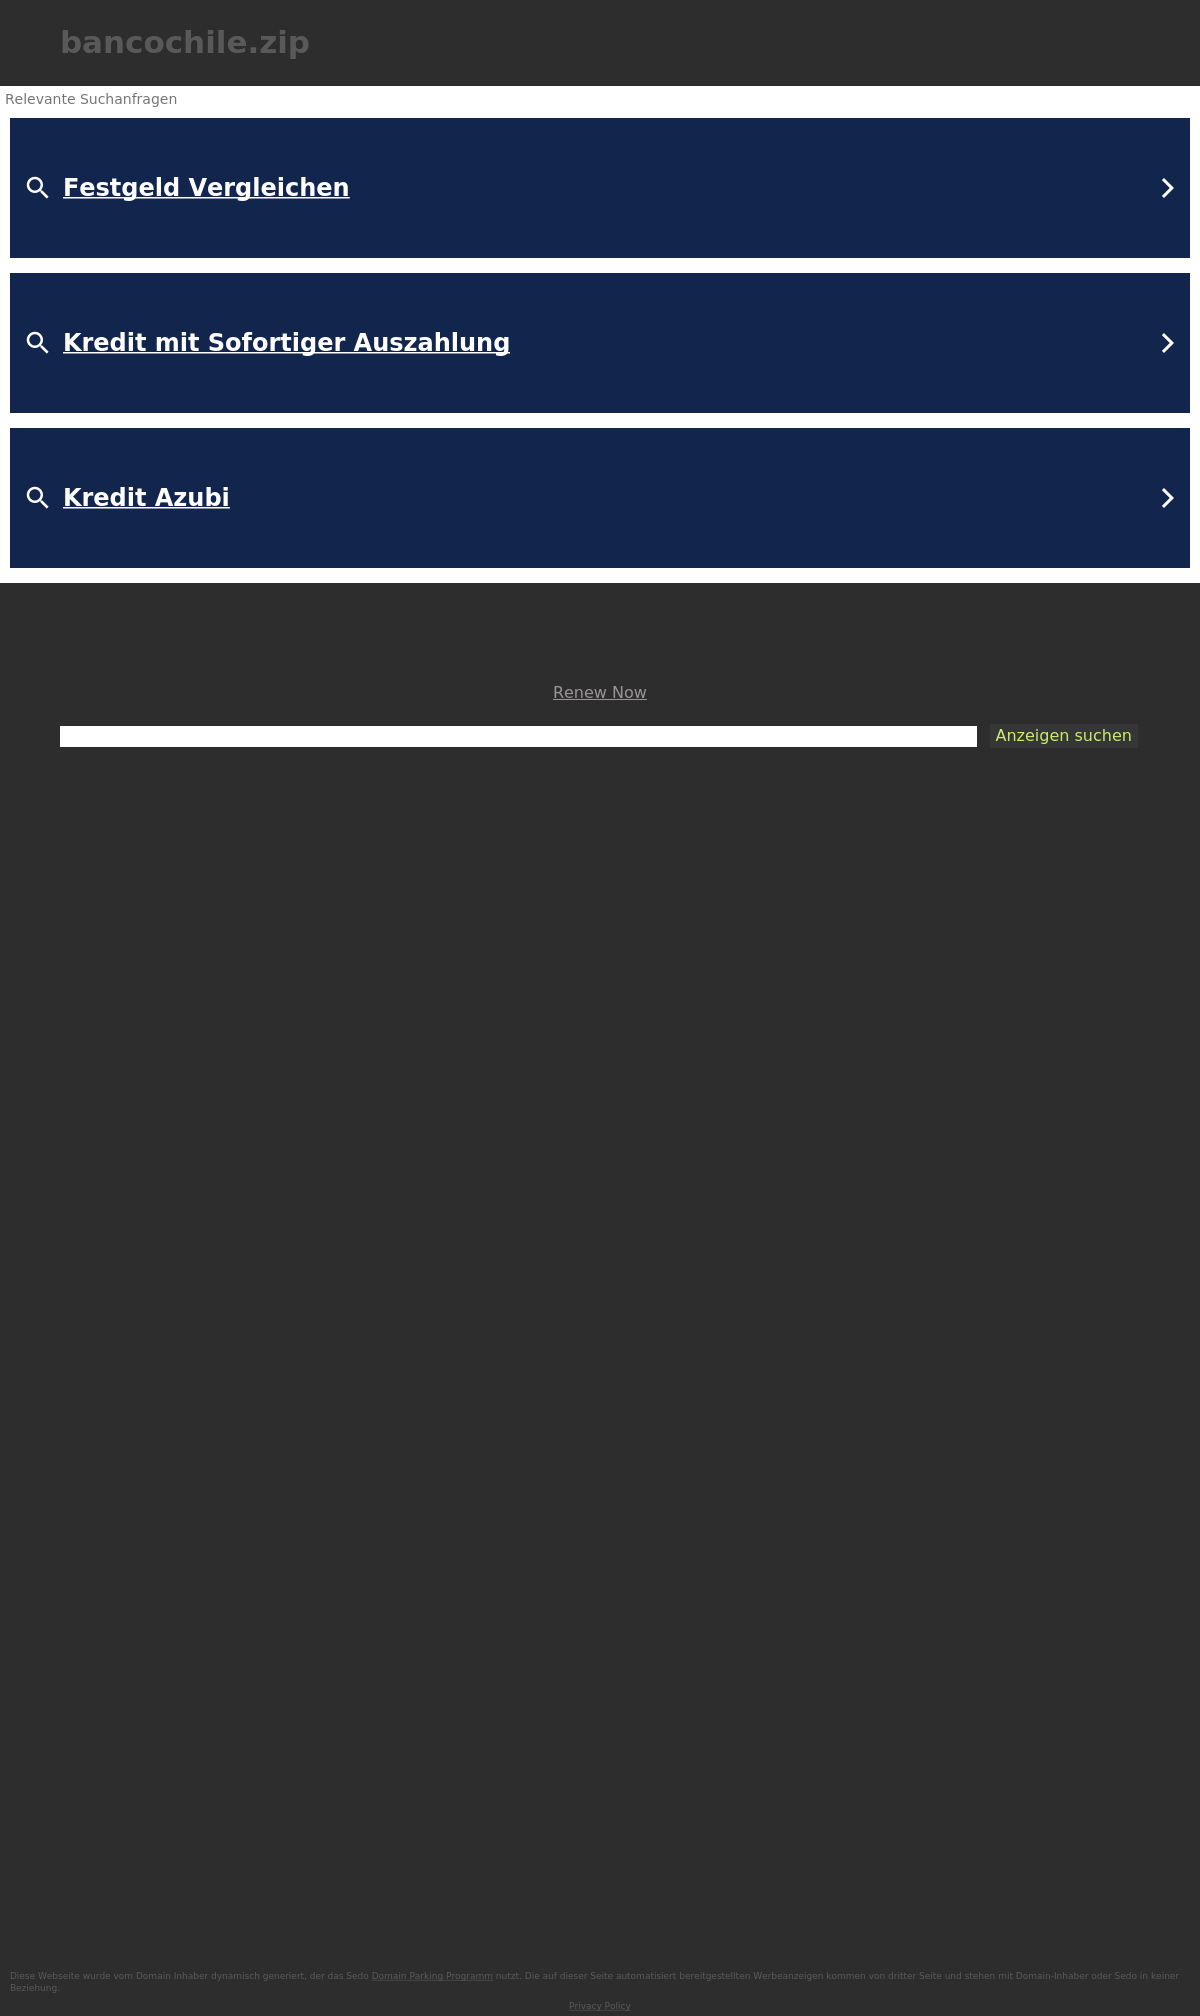 bancochile.zip
Relevante Suchanfragen
Festgeld Vergleichen
Kredit mit Sofortiger Auszahlung
Kredit Azubi
Renew Now
Anzeigen suchen
Diese Webseite wurde vom Domain Inhaber dynamisch generiert, der das Sedo Domain Parking Programm nutzt. Die auf dieser Seite automatisiert bereitgestellten Werbeanzeigen kommen von dritter Seite und stehen mit Domain-Inhaber oder Sedo in keiner
Beziehung.
Privacy Policy